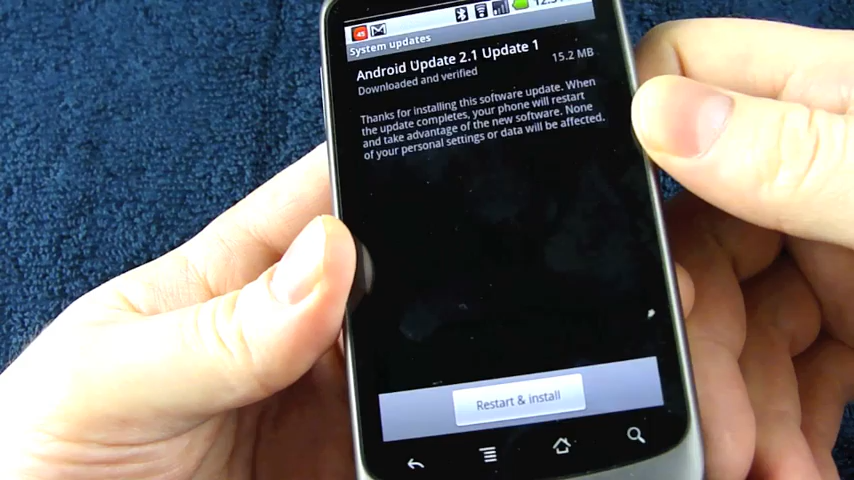 System updates
Android Update 2.1 Update 1
15.2 MB
Downloaded and verified
Thanks for installing this software update. When
the update completes, your phone will restart
and take advantage of the new software. None
of your personal settings or data will be affected.
Restart & install